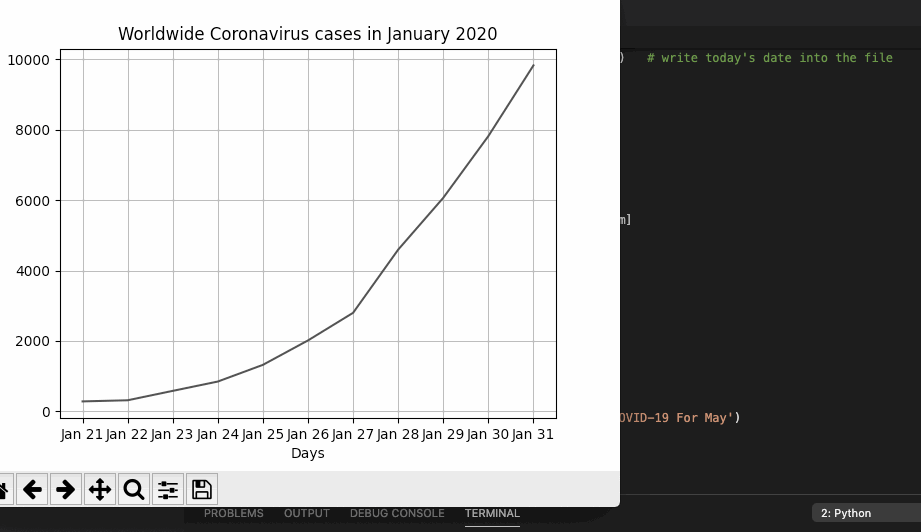 Worldwide Coronavirus cases in January 2020
10000
8000
6000
4000
2000
0
Jan 21 Jan 22 Jan 23 Jan 24 Jan 25 Jan 26 Jan 27 Jan 28 Jan 29 Jan 30 Jan 31
Days
) # write today's date into the file
m]
OVID-19 For May')
PROBLEMS OUTPUT DEBUG CONSOLE TERMINAL
2: Python